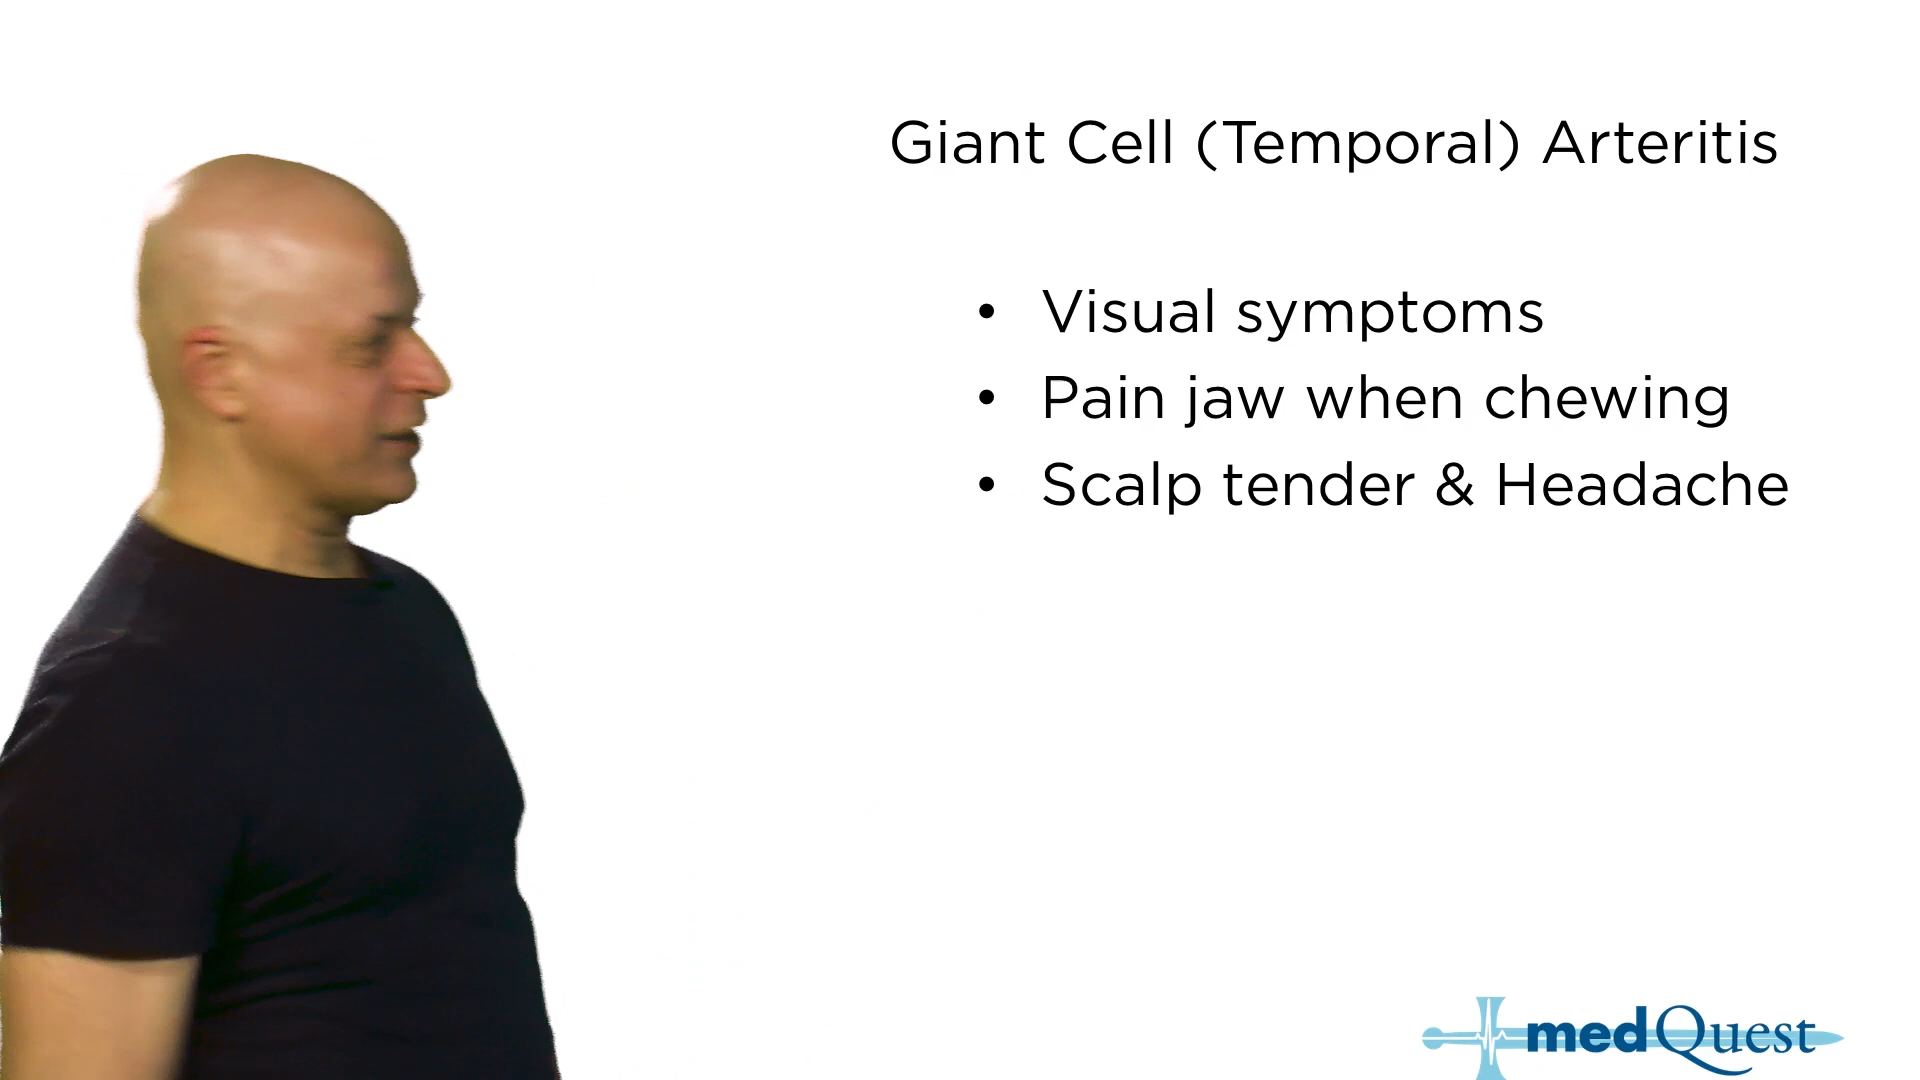 Giant Cell (Temporal) Arteritis
• Visual symptoms
• Pain jaw when chewing
• Scalp tender & Headache
medQuest